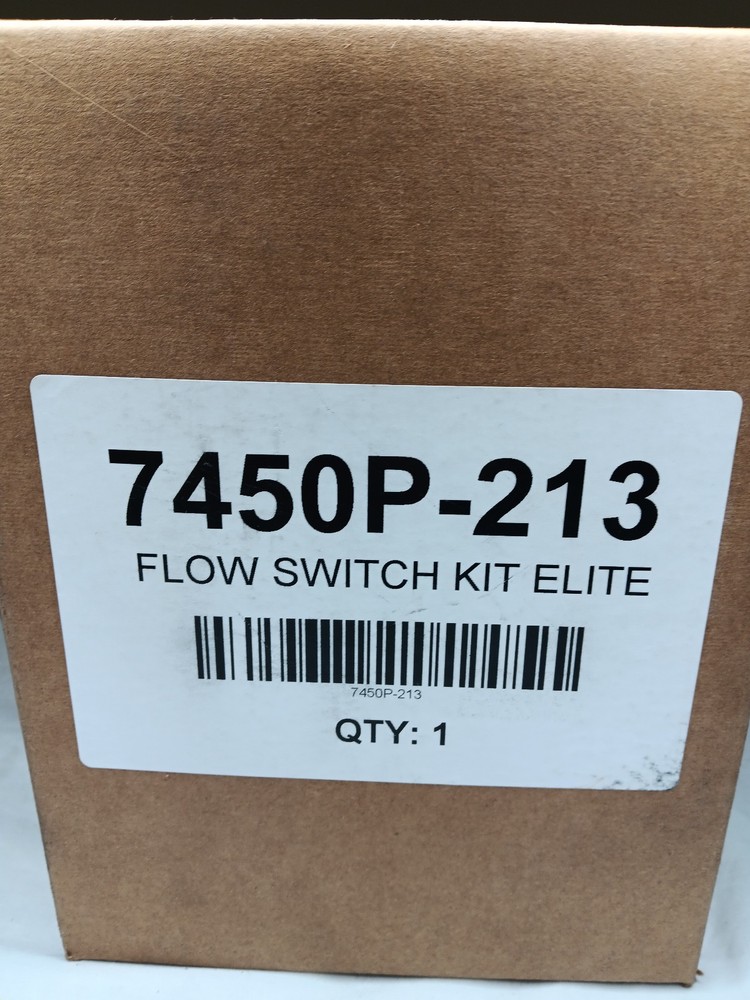 7450P-213
FLOW SWITCH KIT ELITE
7450P-213
QTY: 1